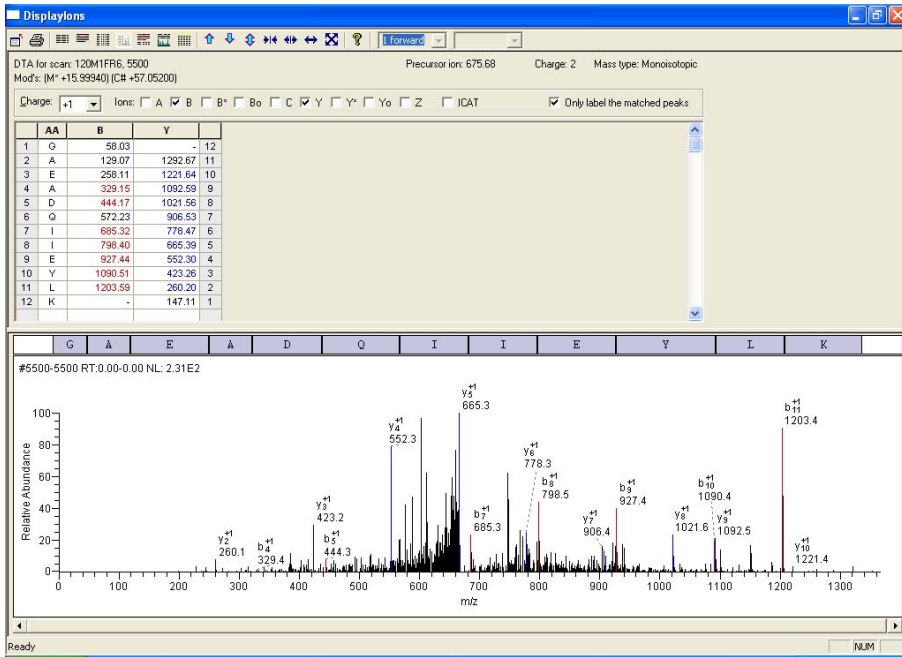 DisplayIons
1 forward
DTA for scan: 120M1FR6, 5500 Precursor ion: 675.68 Charge: 2 Mass type: Monoisotopic
Mod's: (M* +15.99940) (C# +57.05200)
Charge: +1 Ions: A B B* Bo C Y Y* Yo Z ICAT Only label the matched peaks
AA B Y
1 G 58.03 - 12
2 A 129.07 1292.67 11
3 E 258.11 1221.64 10
4 A 329.15 1092.59 9
5 D 444.17 1021.56 8
6 Q 572.23 906.53 7
7 I 685.32 778.47 6
8 I 798.40 665.39 5
9 E 927.44 552.30 4
10 Y 1090.51 423.26 3
11 L 1203.59 260.20 2
12 K - 147.11 1
G A E A D Q I I E Y L K
#5500-5500 RT:0.00-0.00 NL: 2.31E2
Relative Abundance
100
80
60
40
20
0
y2+1
260.1
b4+1
329.4
y3+1
423.2
b5+1
444.3
y4+1
552.3
y5+1
665.3
b7+1
685.3
y6+1
778.3
b8+1
798.5
y7+1
906.4
b9+1
927.4
y8+1
1021.6
b10+1
1090.4
y9+1
1092.5
b11+1
1203.4
y10+1
1221.4
0 100 200 300 400 500 600 700 800 900 1000 1100 1200 1300
m/z
Ready NUM